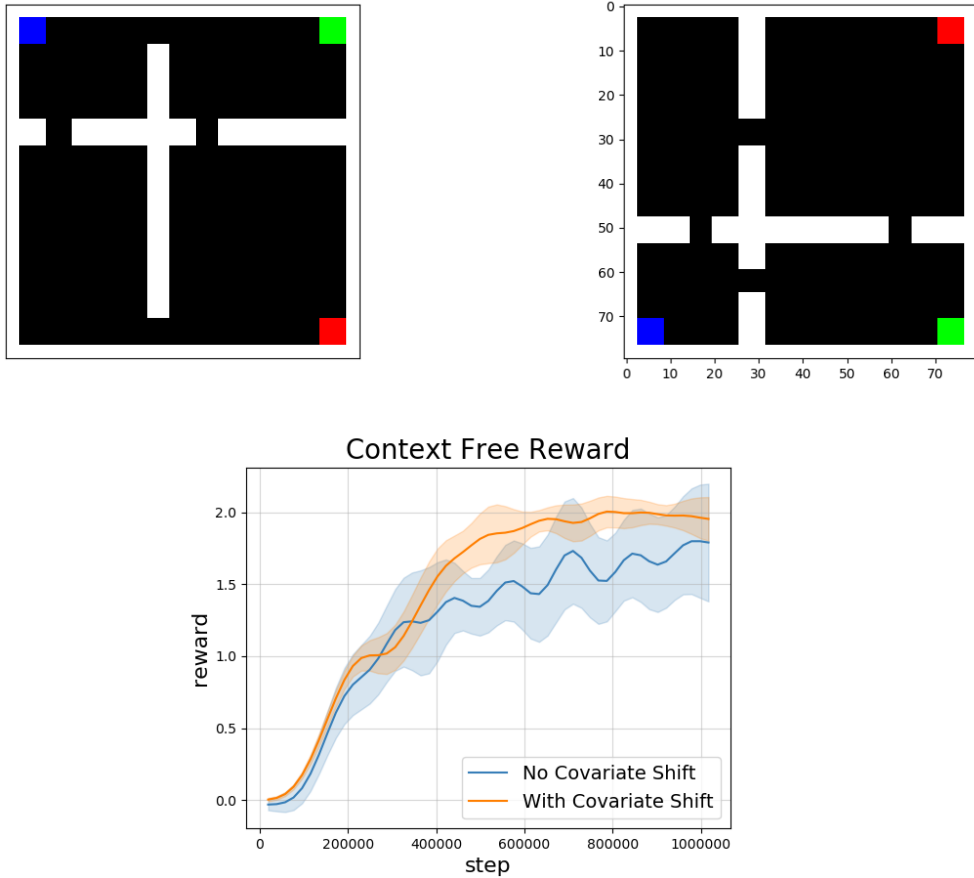 0
10
20
30
40
50
60
70
0 10 20 30 40 50 60 70
Context Free Reward
2.0
1.5
1.0
0.5
0.0
reward
No Covariate Shift
With Covariate Shift
0 200000 400000 600000 800000 1000000
step